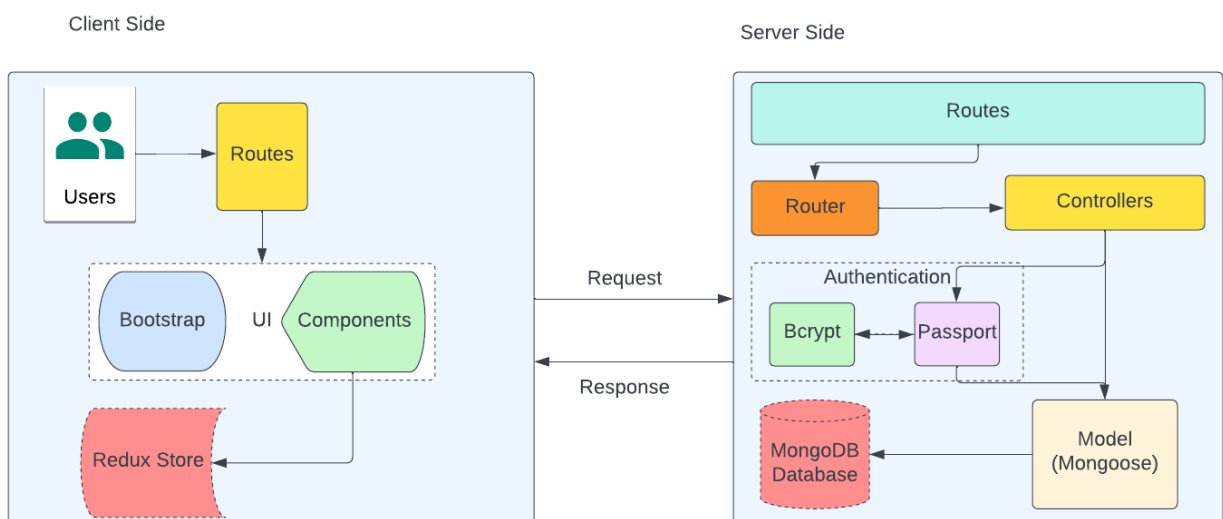 Client Side
Server Side
Users
Routes
Bootstrap
UI
Components
Redux Store
Request
Response
Routes
Router
Controllers
Authentication
Bcrypt
Passport
MongoDB
Database
Model
(Mongoose)